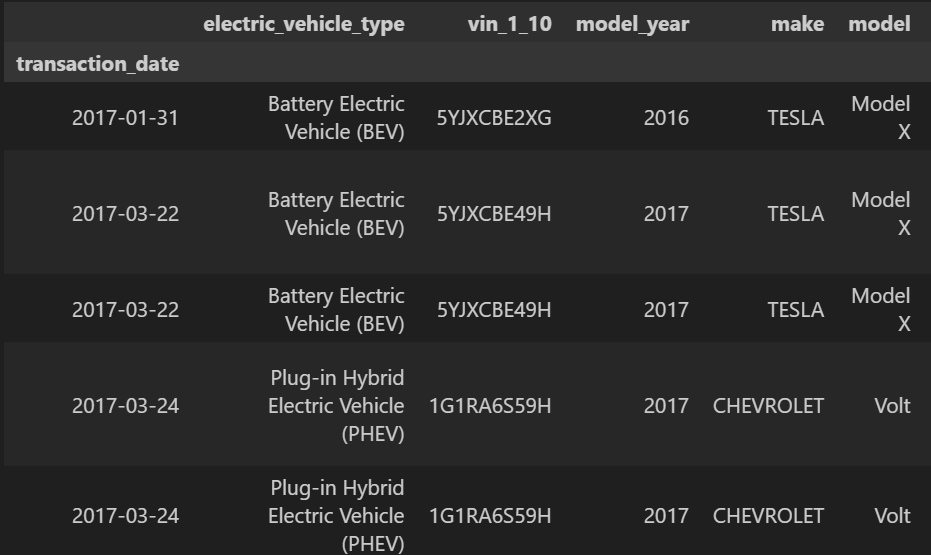 electric_vehicle_type vin_1_10 model_year make model
transaction_date
2017-01-31 Battery Electric Vehicle (BEV) 5YJXCBE2XG 2016 TESLA Model X
2017-03-22 Battery Electric Vehicle (BEV) 5YJXCBE49H 2017 TESLA Model X
2017-03-22 Battery Electric Vehicle (BEV) 5YJXCBE49H 2017 TESLA Model X
2017-03-24 Plug-in Hybrid Electric Vehicle (PHEV) 1G1RA6S59H 2017 CHEVROLET Volt
2017-03-24 Plug-in Hybrid Electric Vehicle (PHEV) 1G1RA6S59H 2017 CHEVROLET Volt